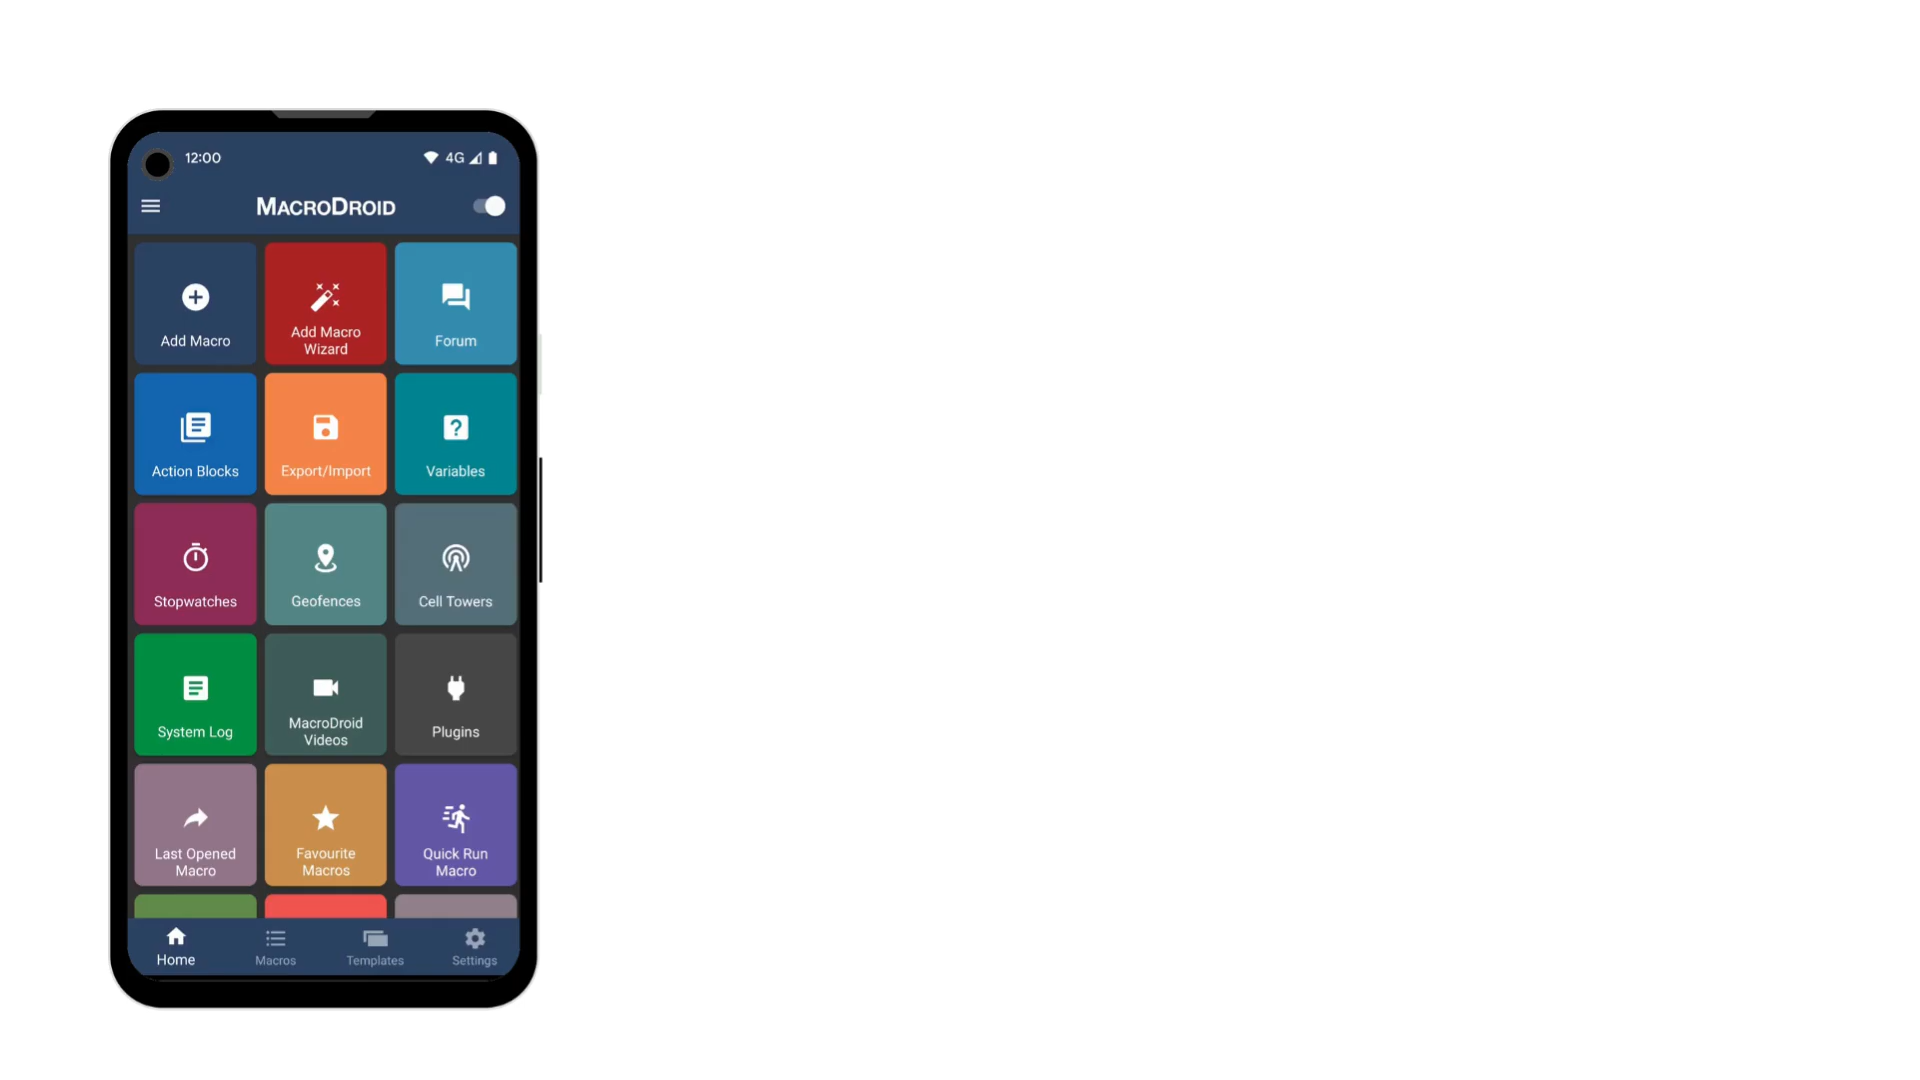 12:00 4G
MACRODROID
Add Macro
Add Macro
Wizard
Forum
Action Blocks
Export/Import
Variables
Stopwatches
Geofences
Cell Towers
System Log
MacroDroid
Videos
Plugins
Last Opened
Macro
Favourite
Macros
Quick Run
Macro
Home
Macros
Templates
Settings